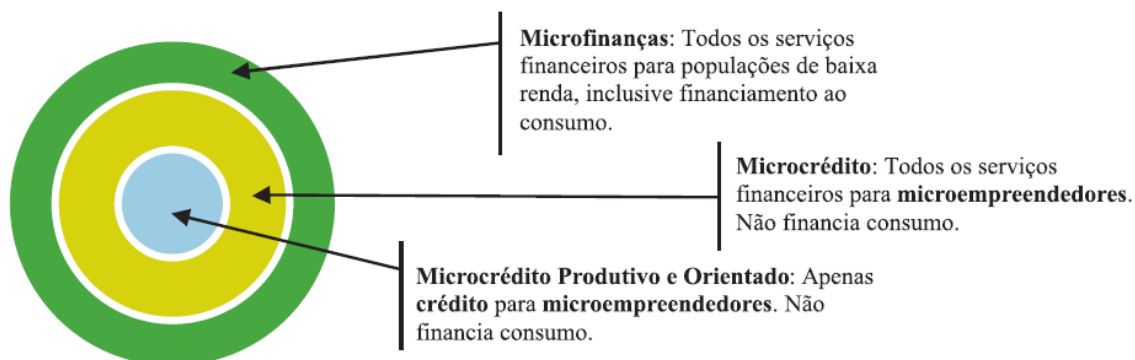 Microfinanças: Todos os serviços
financeiros para populações de baixa
renda, inclusive financiamento ao
consumo.
Microcrédito: Todos os serviços
financeiros para microempreendedores.
Não financia consumo.
Microcrédito Produtivo e Orientado: Apenas
crédito para microempreendedores. Não
financia consumo.